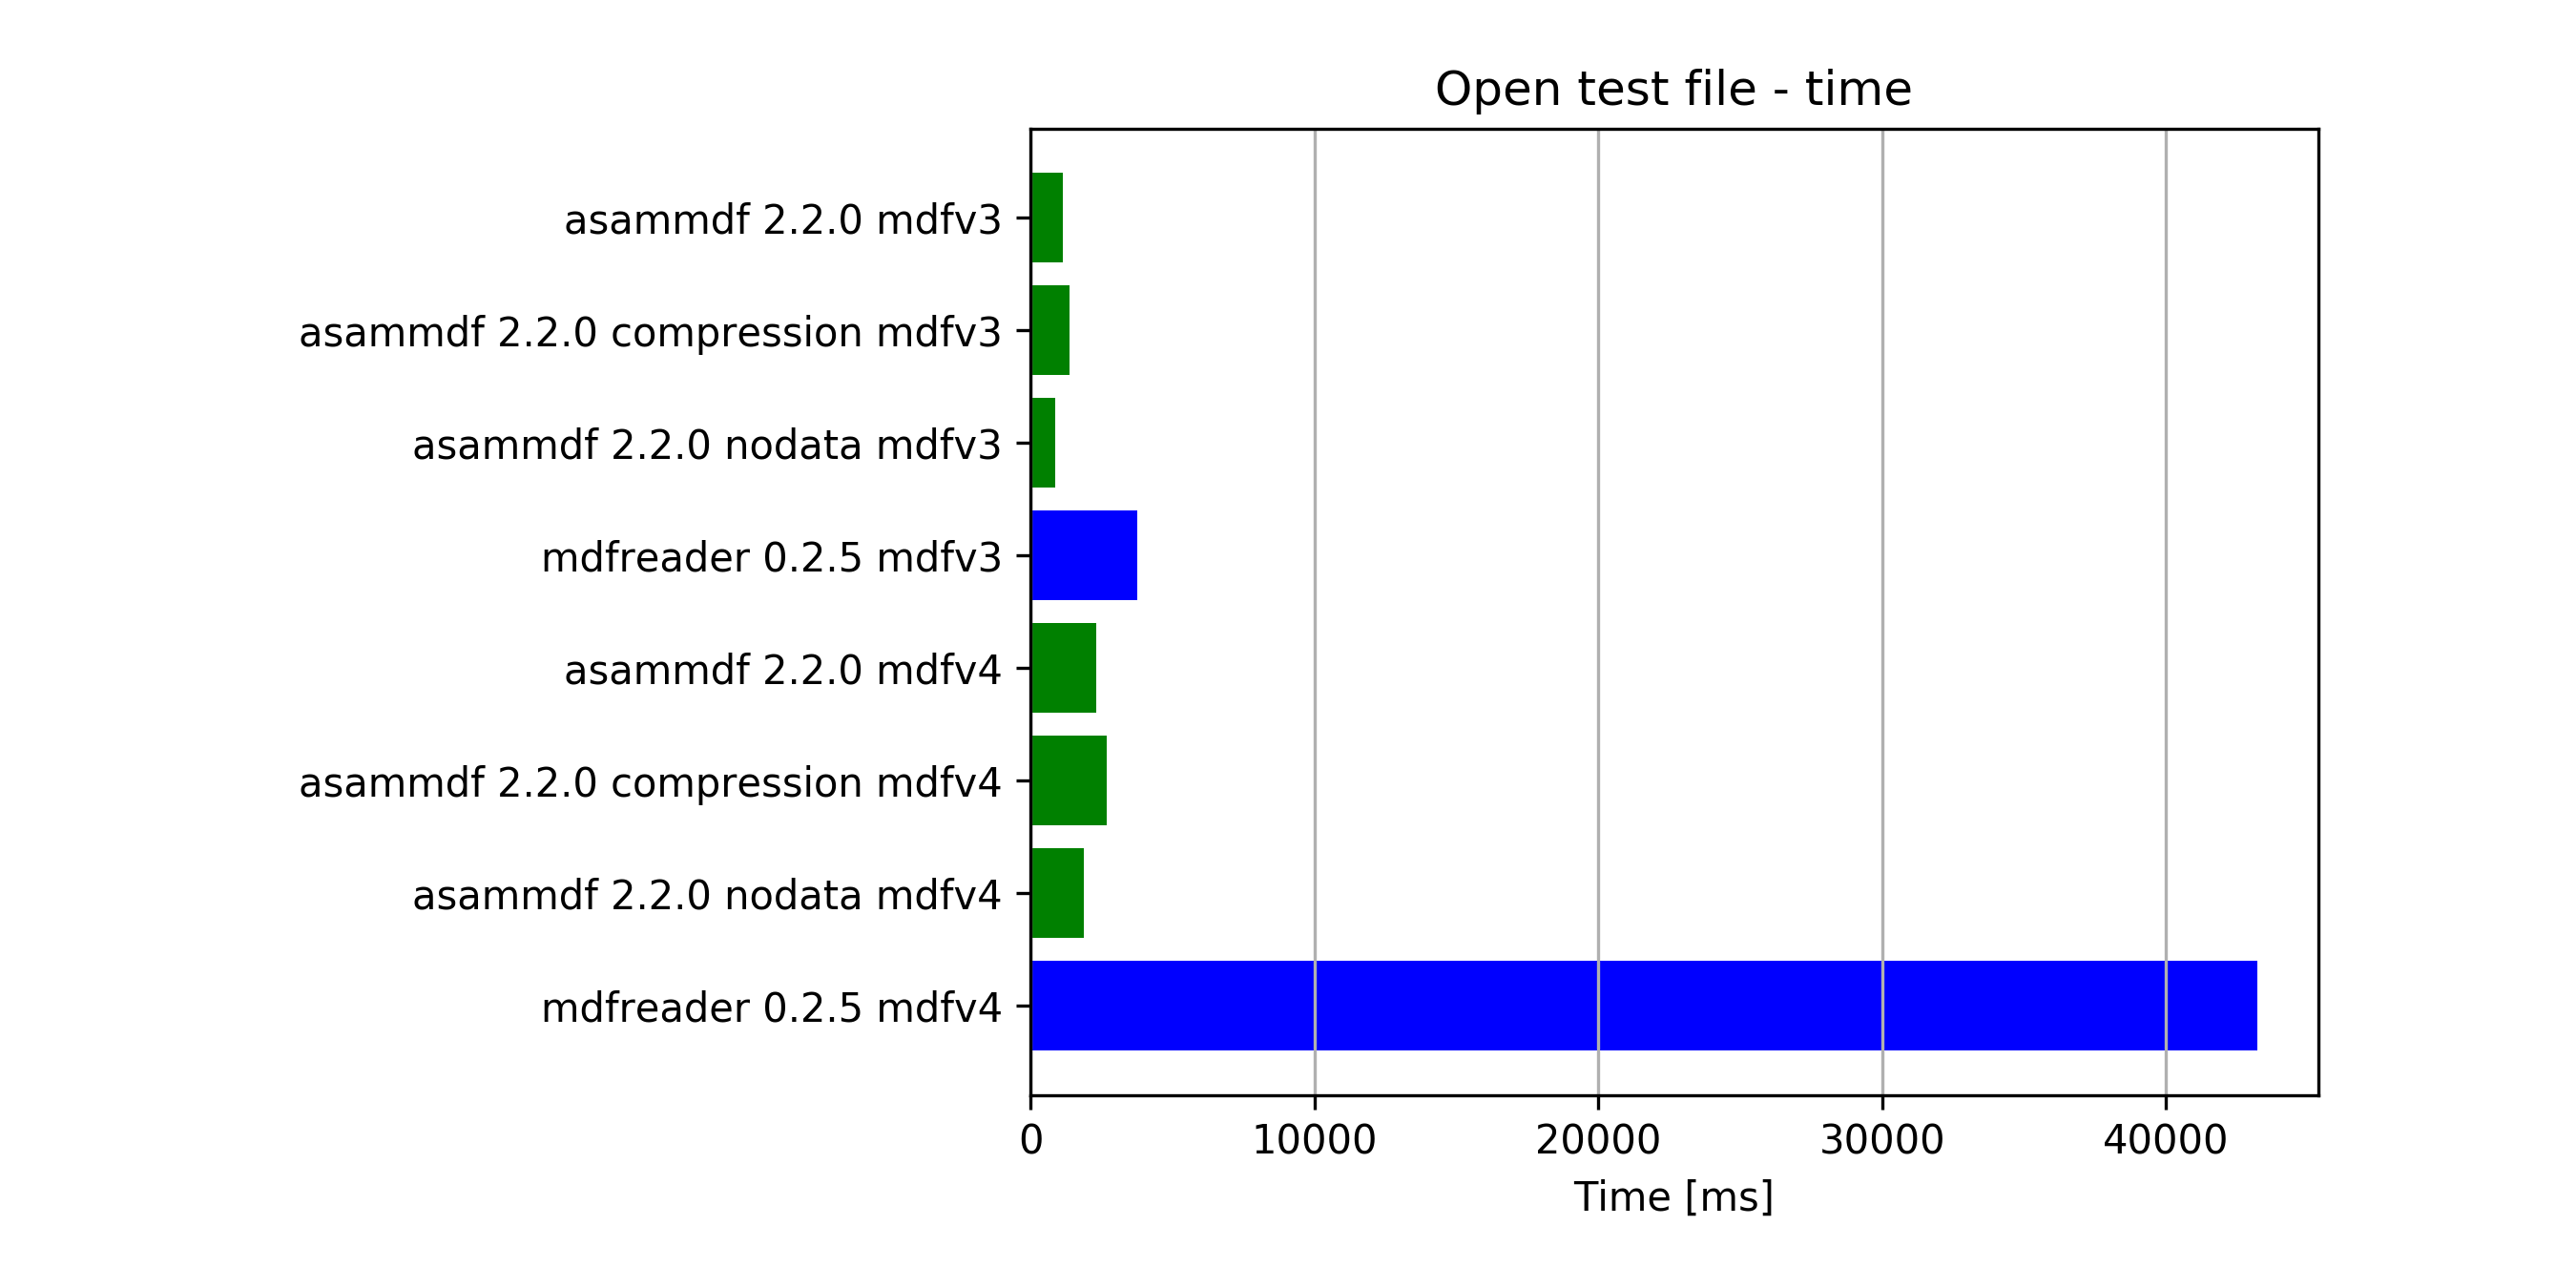 Open test file - time
asammdf 2.2.0 mdfv3
asammdf 2.2.0 compression mdfv3
asammdf 2.2.0 nodata mdfv3
mdfreader 0.2.5 mdfv3
asammdf 2.2.0 mdfv4
asammdf 2.2.0 compression mdfv4
asammdf 2.2.0 nodata mdfv4
mdfreader 0.2.5 mdfv4
0 10000 20000 30000 40000
Time [ms]